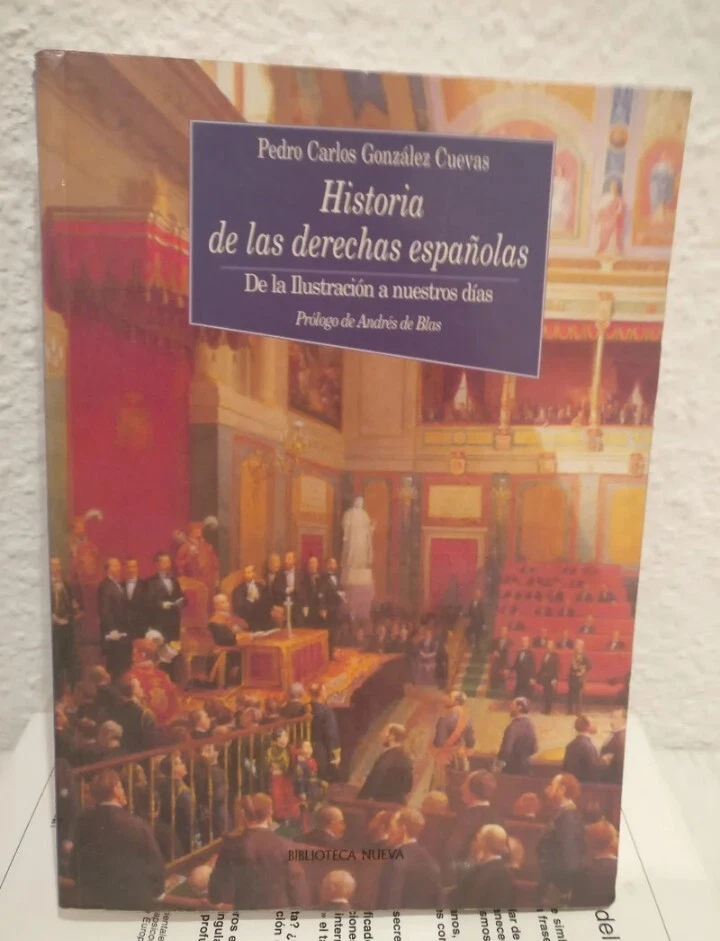 Pedro Carlos González Cuevas
Historia
de las derechas españolas
De la Ilustración a nuestros días
Prólogo de Andrés de Blas
BIBLIOTECA NUEVA